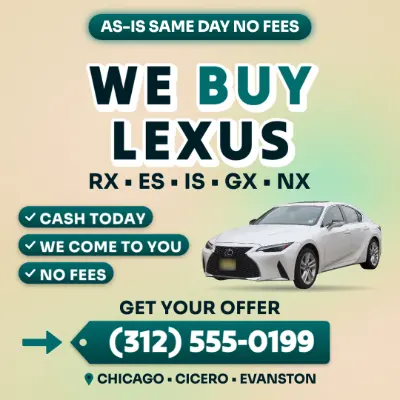 AS-IS SAME DAY NO FEES
WE BUY
LEXUS
RX • ES • IS • GX • NX
CASH TODAY
WE COME TO YOU
NO FEES
GET YOUR OFFER
(312) 555-0199
CHICAGO • CICERO • EVANSTON